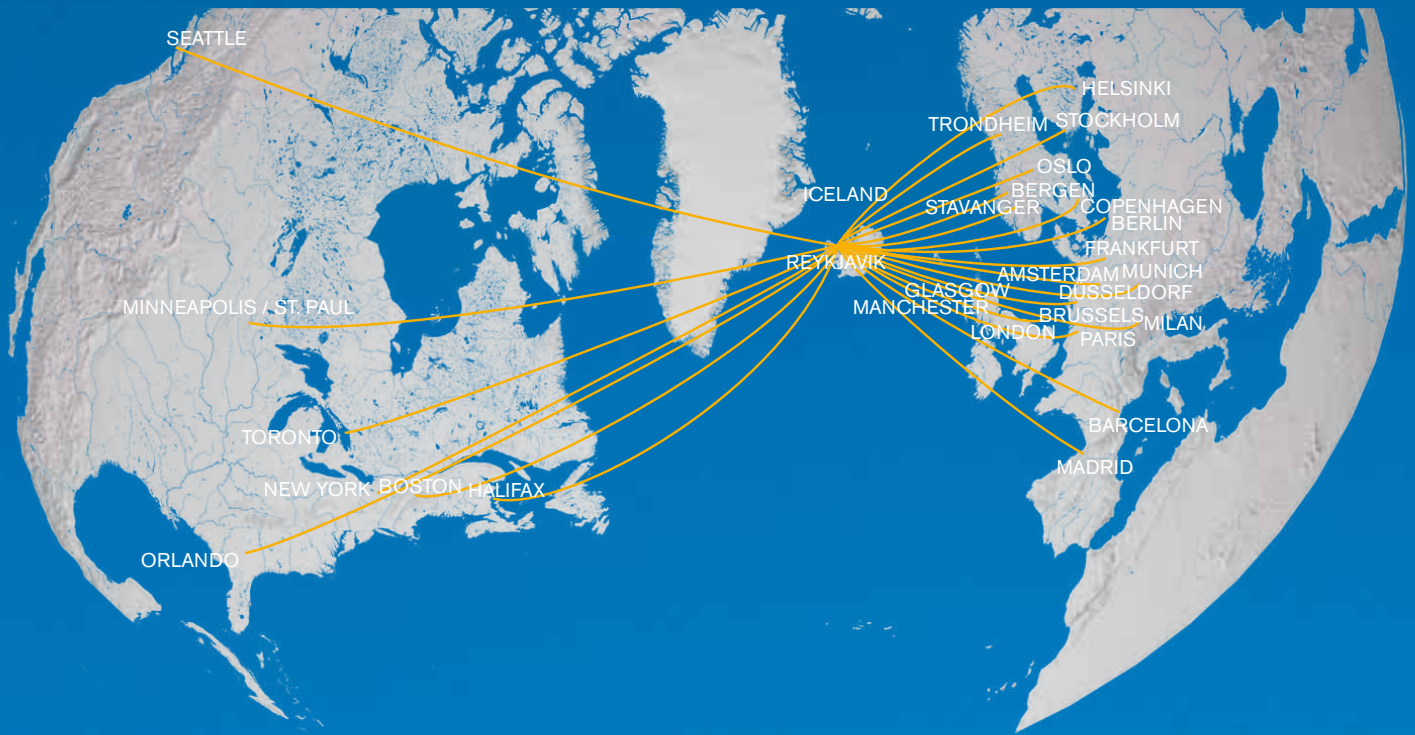 SEATTLE
HELSINKI
TRONDHEIM
STOCKHOLM
OSLO
BERGEN
ICELAND
STAVANGER
COPENHAGEN
BERLIN
FRANKFURT
REYKJAVIK
AMSTERDAM
MUNICH
GLASGOW
DÜSSELDORF
MANCHESTER
MINNEAPOLIS / ST. PAUL
BRUSSELS
MILAN
LONDON
PARIS
BARCELONA
TORONTO
MADRID
NEW YORK
BOSTON
HALIFAX
ORLANDO